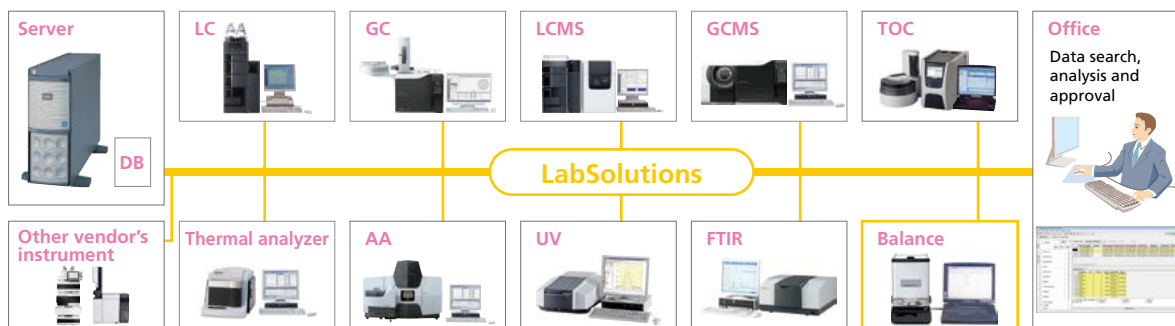 Server
LC
GC
LCMS
GCMS
TOC
Office
Data search,
analysis and
approval
DB
LabSolutions
Other vendor's
instrument
Thermal analyzer
AA
UV
FTIR
Balance